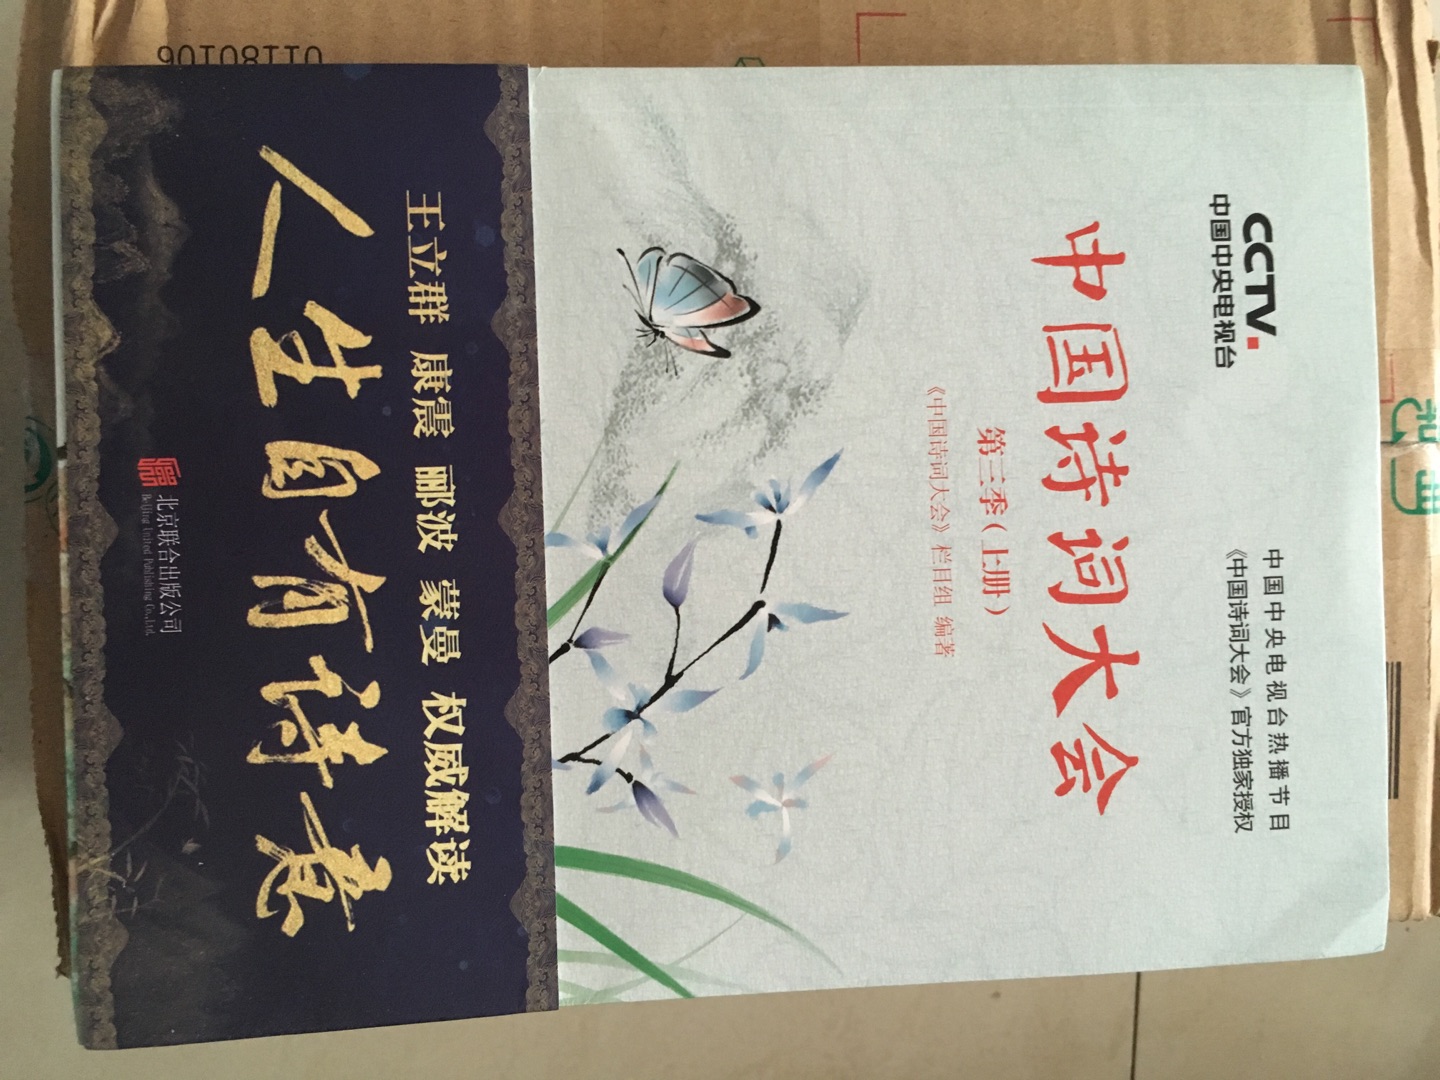 CCTV.
中国中央电视台
中国中央电视台热播节目
《中国诗词大会》官方独家授权
中国诗词大会
第三季(上册)
《中国诗词大会》栏目组 编著
王立群 康震 郦波 蒙曼 权威解读
人生自有诗意
北京联合出版公司
Beijing United Publishing Co.,Ltd.
01180106